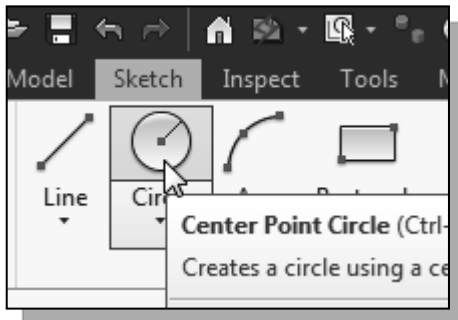 Model Sketch Inspect Tools
Line
Center Point Circle (Ctrl-
Creates a circle using a ce